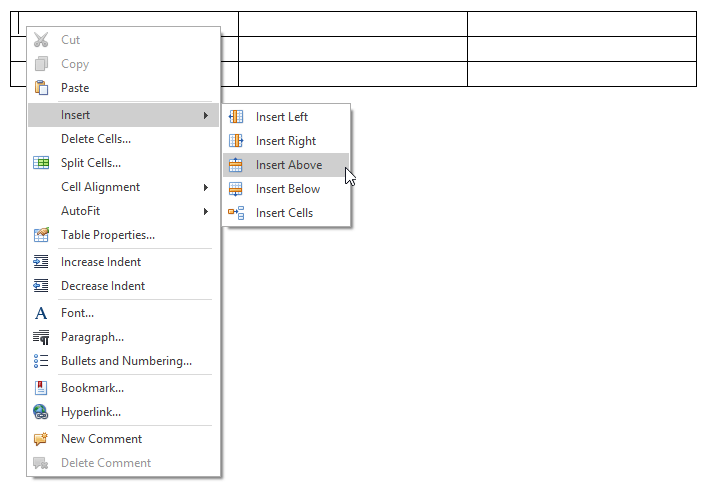 Cut
Copy
Paste
Insert
Delete Cells...
Split Cells...
Cell Alignment
AutoFit
Table Properties...
Increase Indent
Decrease Indent
Font...
Paragraph...
Bullets and Numbering...
Bookmark...
Hyperlink...
New Comment
Delete Comment
Insert Left
Insert Right
Insert Above
Insert Below
Insert Cells